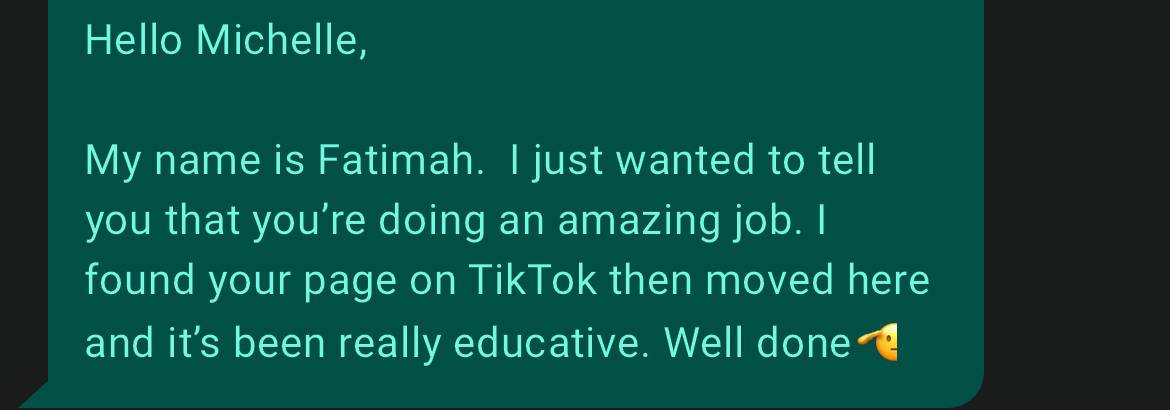 Hello Michelle,
My name is Fatimah.  I just wanted to tell
you that you’re doing an amazing job. I
found your page on TikTok then moved here
and it’s been really educative. Well done🫡